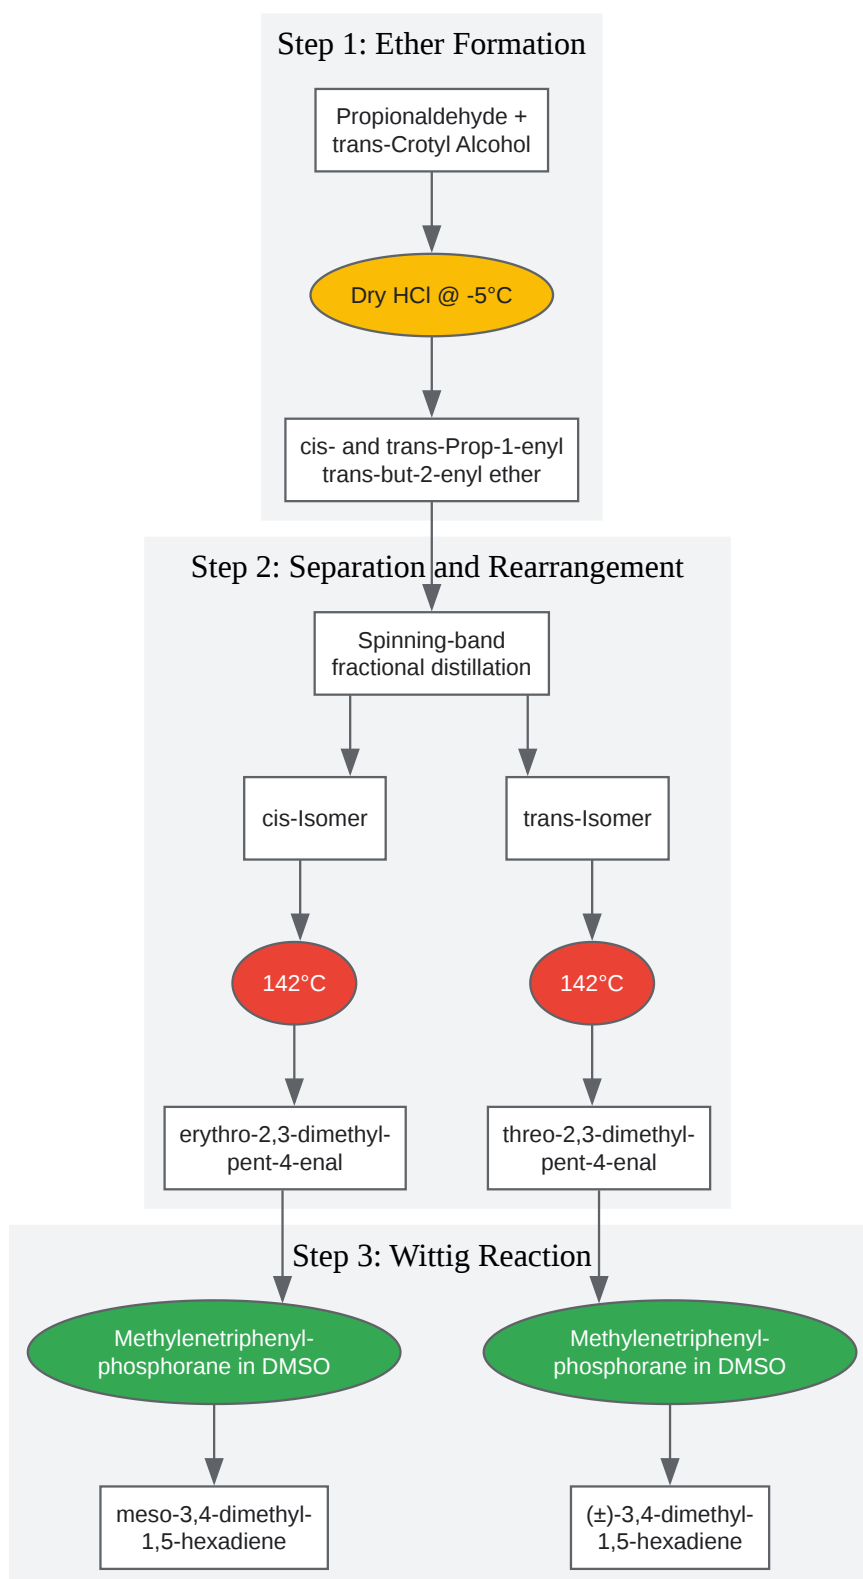 Step 1: Ether Formation
Propionaldehyde +
trans-Crotyl Alcohol
Dry HCl @ -5°C
cis- and trans-Prop-1-enyl
trans-but-2-enyl ether
Step 2: Separation and Rearrangement
Spinning-band
fractional distillation
cis-Isomer
trans-Isomer
142°C
142°C
erythro-2,3-dimethyl-
pent-4-enal
threo-2,3-dimethyl-
pent-4-enal
Step 3: Wittig Reaction
Methylenetriphenyl-
phosphorane in DMSO
Methylenetriphenyl-
phosphorane in DMSO
meso-3,4-dimethyl-
1,5-hexadiene
(±)-3,4-dimethyl-
1,5-hexadiene